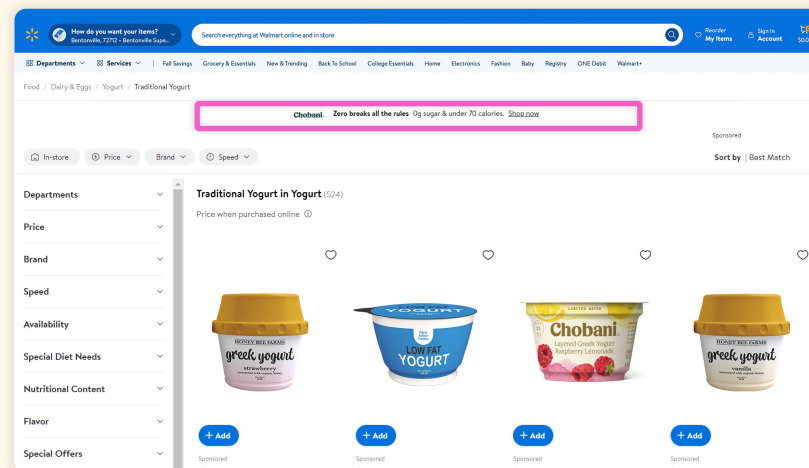 How do you want your items?
Bentonville, 72712 • Bentonville Supe...
Search everything at Walmart online and in store
Reorder
My Items
Sign In
Account
$0.0
Departments
Services
Fall Savings
Grocery & Essentials
New & Trending
Back To School
College Essentials
Home
Electronics
Fashion
Baby
Registry
ONE Debit
Walmart+
Food / Dairy & Eggs / Yogurt / Traditional Yogurt
Chobani. Zero breaks all the rules 0g sugar & under 70 calories. Shop now
Sponsored
In-store
Price
Brand
Speed
Sort by | Best Match
Departments
Price
Brand
Speed
Availability
Special Diet Needs
Nutritional Content
Flavor
Special Offers
Traditional Yogurt in Yogurt (524)
Price when purchased online
HONEY BEE FARMS
greek yogurt
strawberry
YOGURT
LOW FAT
YOGURT
LIMITED BATCH
Chobani
Layered Greek Yogurt
Raspberry Lemonade
HONEY BEE FARMS
greek yogurt
vanilla
+ Add
+ Add
+ Add
+ Add
Sponsored
Sponsored
Sponsored
Sponsored